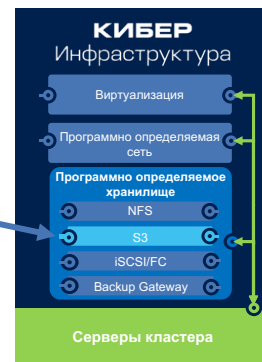 КИБЕР
Инфраструктура
Виртуализация
Программно определяемая
сеть
Программно определяемое
хранилище
NFS
S3
iSCSI/FC
Backup Gateway
Серверы кластера